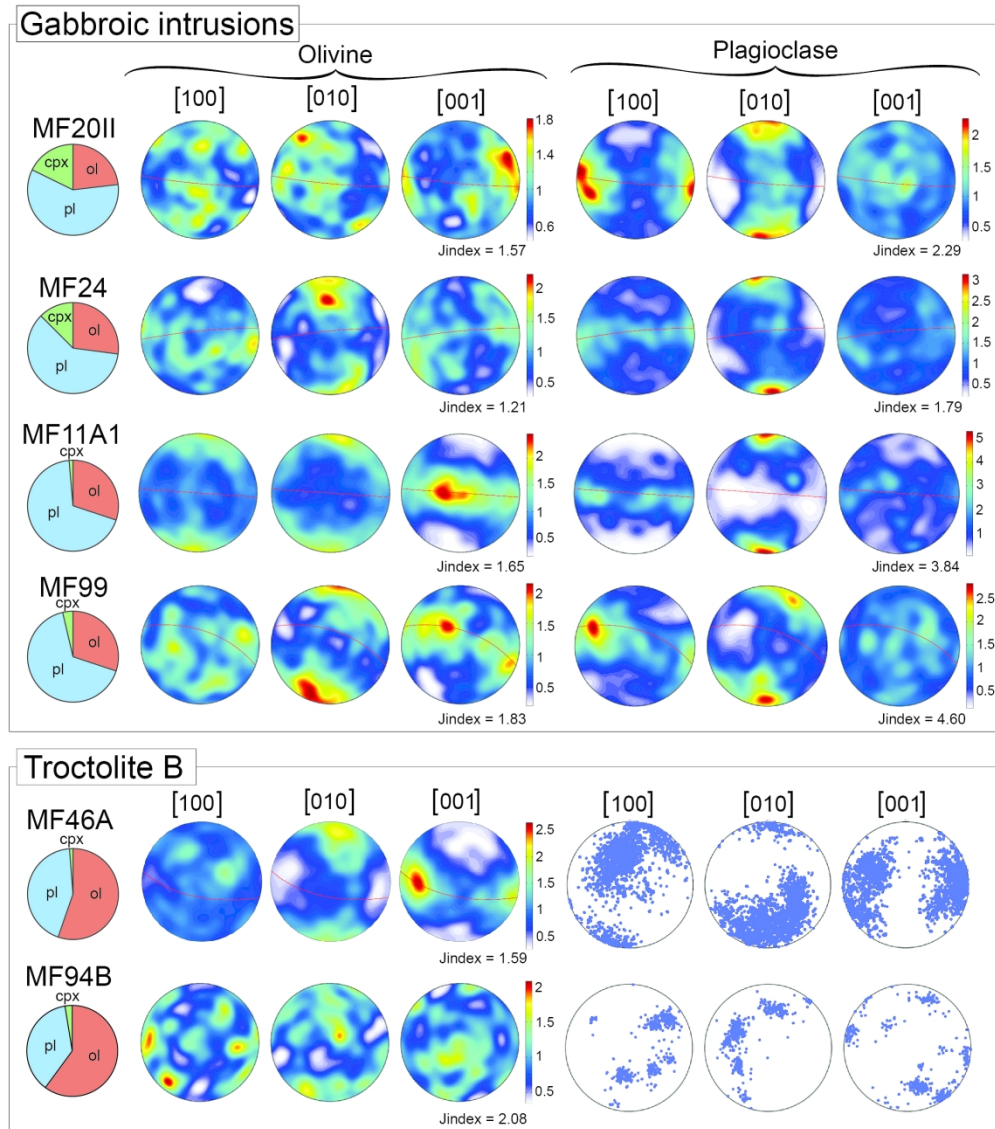 Gabbroic intrusions
Olivine
Plagioclase
[100] [010] [001] [100] [010] [001]
MF20II
cpx
ol
pl
1.8
1.4
1
0.6
Jindex = 1.57
2
1.5
1
0.5
Jindex = 2.29
MF24
cpx
ol
pl
2
1.5
1
0.5
Jindex = 1.21
3
2.5
2
1.5
1
0.5
Jindex = 1.79
MF11A1
cpx
ol
pl
2
1.5
1
0.5
Jindex = 1.65
5
4
3
2
1
Jindex = 3.84
MF99
cpx
ol
pl
2
1.5
1
0.5
Jindex = 1.83
2.5
2
1.5
1
0.5
Jindex = 4.60
Troctolite B
[100] [010] [001] [100] [010] [001]
MF46A
cpx
pl
ol
2.5
2
1.5
1
0.5
Jindex = 1.59
MF94B
cpx
pl
ol
2
1.5
1
0.5
Jindex = 2.08